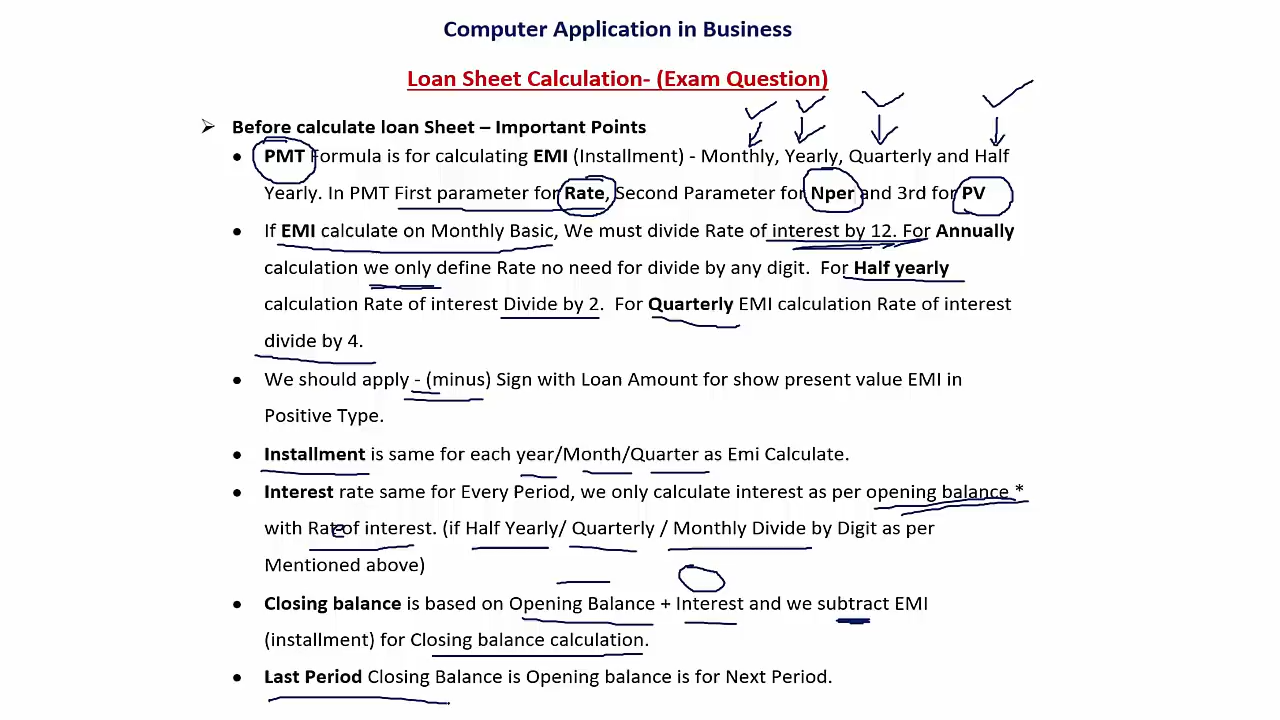 Computer Application in Business
Loan Sheet Calculation- (Exam Question)
Before calculate loan Sheet – Important Points
PMT Formula is for calculating EMI (Installment) - Monthly, Yearly, Quarterly and Half
Yearly. In PMT First parameter for Rate, Second Parameter for Nper and 3rd for PV
If EMI calculate on Monthly Basic, We must divide Rate of interest by 12. For Annually
calculation we only define Rate no need for divide by any digit. For Half yearly
calculation Rate of interest Divide by 2. For Quarterly EMI calculation Rate of interest
divide by 4.
We should apply - (minus) Sign with Loan Amount for show present value EMI in
Positive Type.
Installment is same for each year/Month/Quarter as Emi Calculate.
Interest rate same for Every Period, we only calculate interest as per opening balance *
with Rate of interest. (if Half Yearly/ Quarterly / Monthly Divide by Digit as per
Mentioned above)
Closing balance is based on Opening Balance + Interest and we subtract EMI
(installment) for Closing balance calculation.
Last Period Closing Balance is Opening balance is for Next Period.